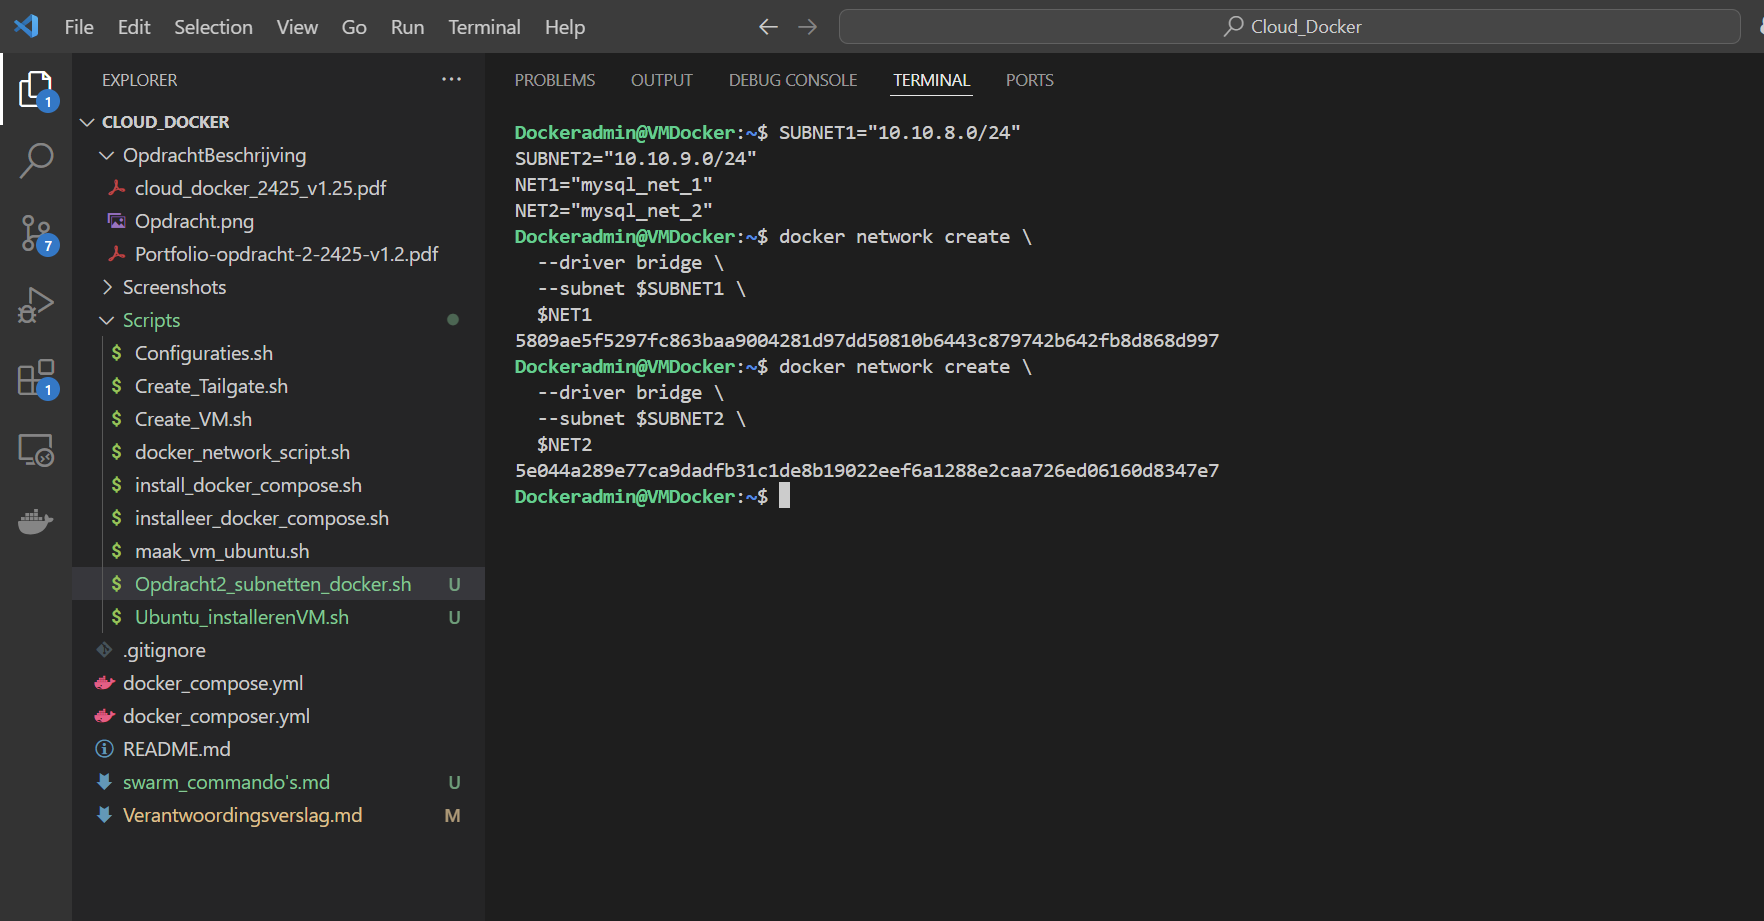 File Edit Selection View Go Run Terminal Help
Cloud_Docker
EXPLORER
CLOUD_DOCKER
OpdrachtBeschrijving
cloud_docker_2425_v1.25.pdf
Opdracht.png
Portfolio-opdracht-2-2425-v1.2.pdf
Screenshots
Scripts
Configuraties.sh
Create_Tailgate.sh
Create_VM.sh
docker_network_script.sh
install_docker_compose.sh
installeer_docker_compose.sh
maak_vm_ubuntu.sh
Opdracht2_subnetten_docker.sh U
Ubuntu_installerenVM.sh U
.gitignore
docker_compose.yml
docker_composer.yml
README.md
swarm_commando's.md U
Verantwoordingsverslag.md M
1
7
1
PROBLEMS OUTPUT DEBUG CONSOLE TERMINAL PORTS
Dockeradmin@VMDocker:~$ SUBNET1="10.10.8.0/24"
SUBNET2="10.10.9.0/24"
NET1="mysql_net_1"
NET2="mysql_net_2"
Dockeradmin@VMDocker:~$ docker network create \
--driver bridge \
--subnet $SUBNET1 \
$NET1
5809ae5f5297fc863baa9004281d97dd50810b6443c879742b642fb8d868d997
Dockeradmin@VMDocker:~$ docker network create \
--driver bridge \
--subnet $SUBNET2 \
$NET2
5e044a289e77ca9dadfb31c1de8b19022eef6a1288e2caa726ed06160d8347e7
Dockeradmin@VMDocker:~$